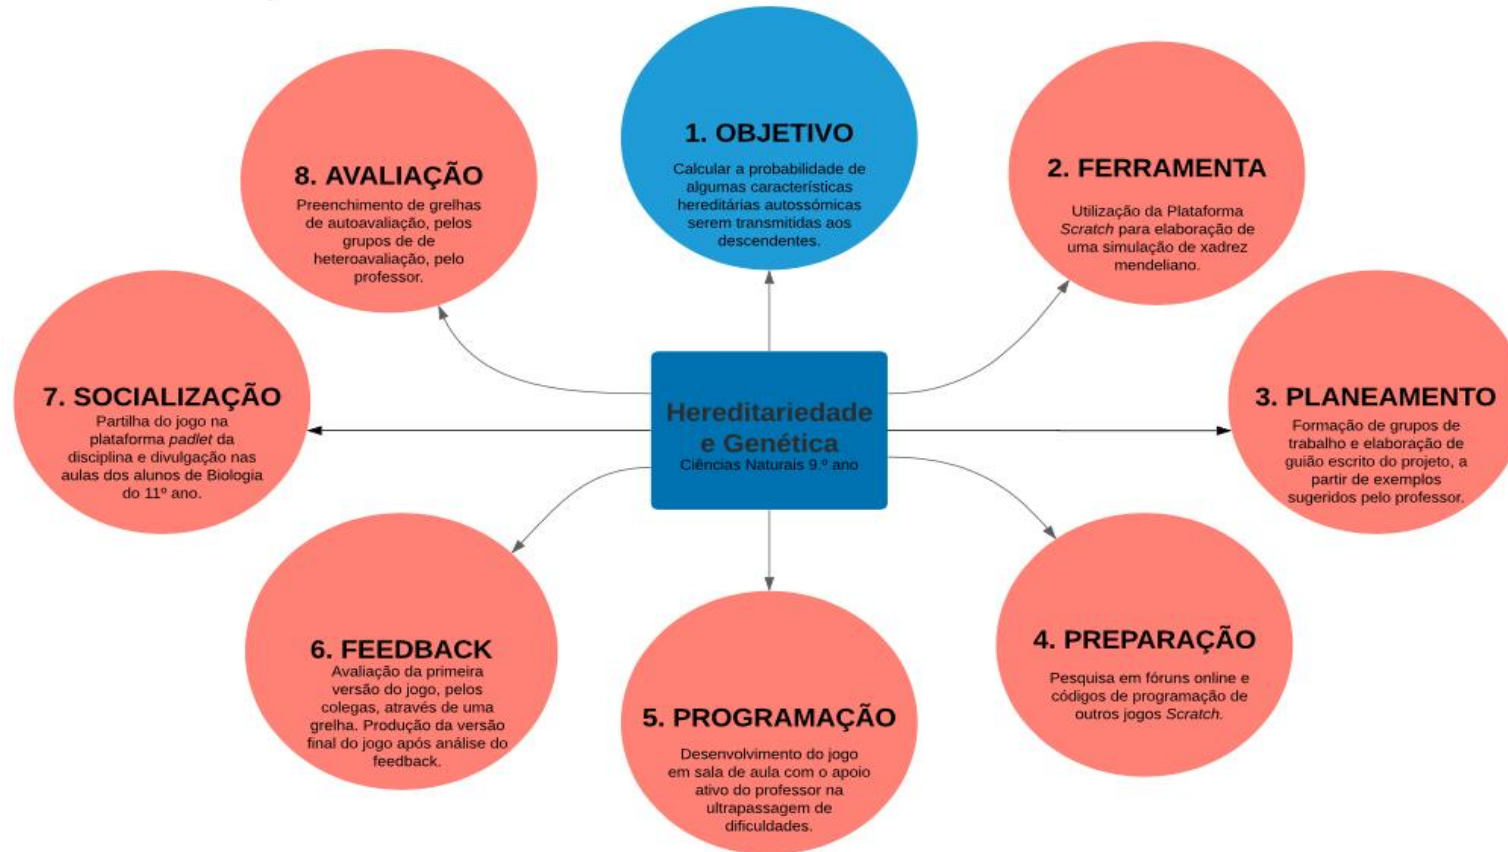 Hereditariedade
e Genética
Ciências Naturais 9.º ano
1. OBJETIVO
Calcular a probabilidade de
algumas características
hereditárias autossómicas
serem transmitidas aos
descendentes.
2. FERRAMENTA
Utilização da Plataforma
Scratch para elaboração de
uma simulação de xadrez
mendeliano.
3. PLANEAMENTO
Formação de grupos de
trabalho e elaboração de
guião escrito do projeto, a
partir de exemplos
sugeridos pelo professor.
4. PREPARAÇÃO
Pesquisa em fóruns online e
códigos de programação de
outros jogos Scratch.
5. PROGRAMAÇÃO
Desenvolvimento do jogo
em sala de aula com o apoio
ativo do professor na
ultrapassagem de
dificuldades.
6. FEEDBACK
Avaliação da primeira
versão do jogo, pelos
colegas, através de uma
grelha. Produção da versão
final do jogo após análise do
feedback.
7. SOCIALIZAÇÃO
Partilha do jogo na
plataforma padlet da
disciplina e divulgação nas
aulas dos alunos de Biologia
do 11º ano.
8. AVALIAÇÃO
Preenchimento de grelhas
de autoavaliação, pelos
grupos de de
heteroavaliação, pelo
professor.